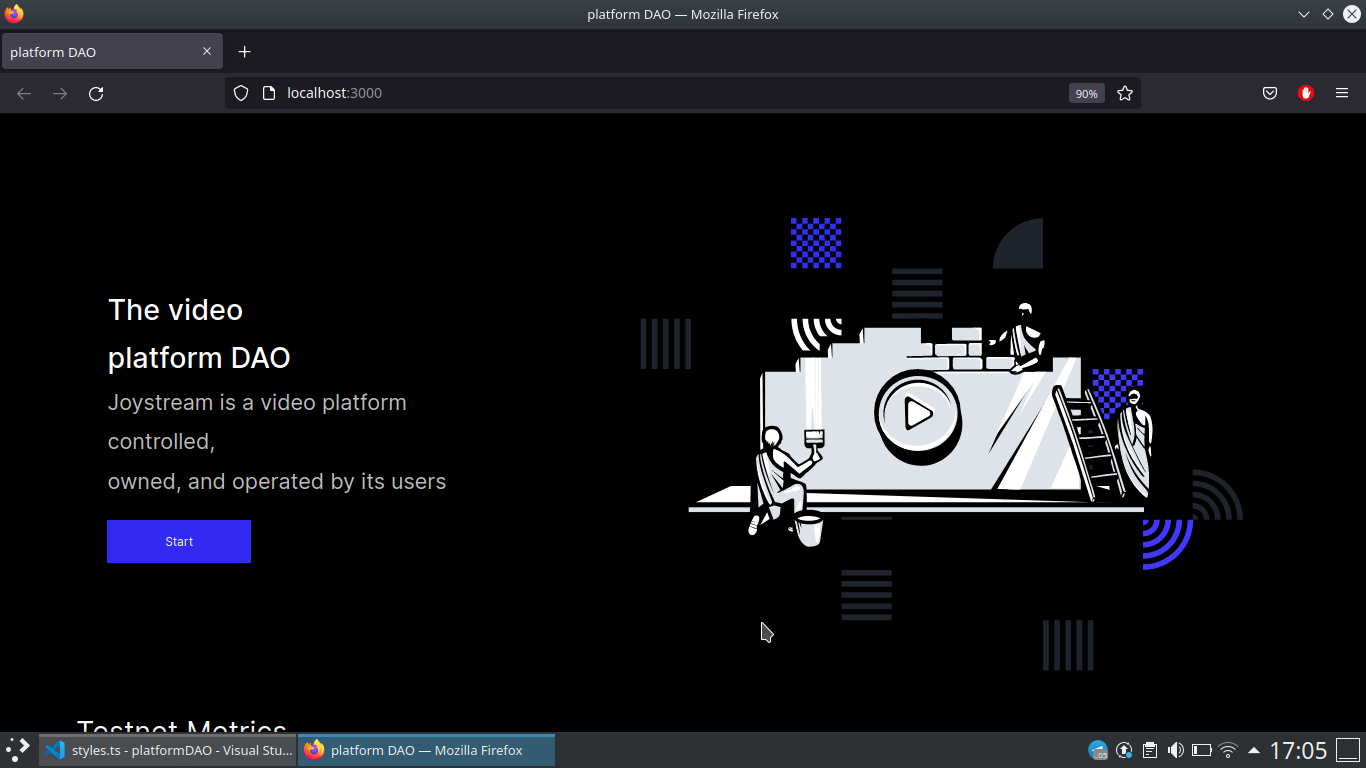 platform DAO — Mozilla Firefox
platform DAO
localhost:3000
90%
The video
platform DAO
Joystream is a video platform
controlled,
owned, and operated by its users
Start
Testnet Metrics
styles.ts - platformDAO - Visual Stu...
platform DAO — Mozilla Firefox
17:05